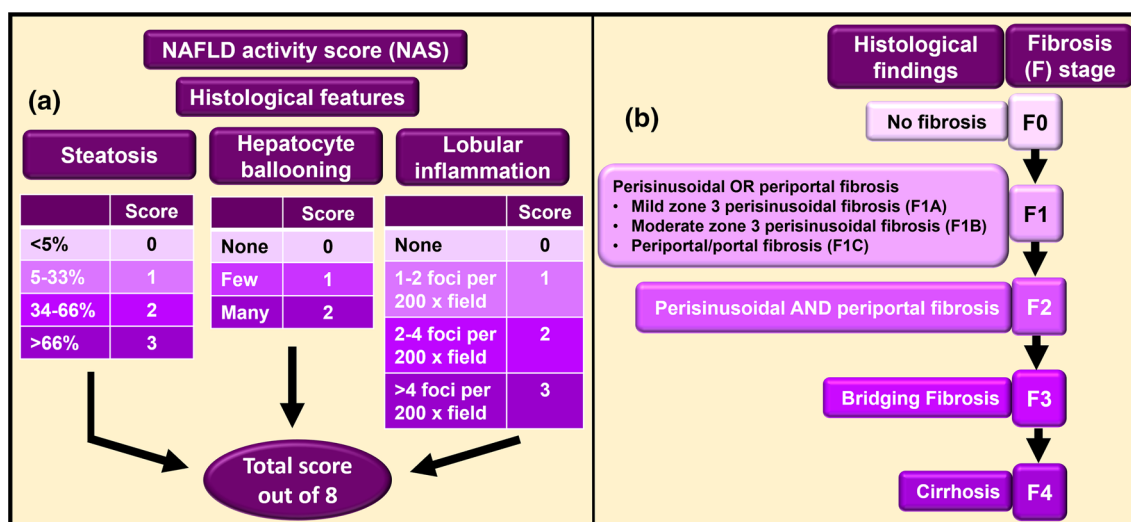 (a)
NAFLD activity score (NAS)
Histological features
Steatosis
Score
<5% 0
5-33% 1
34-66% 2
>66% 3
Hepatocyte
ballooning
Score
None 0
Few 1
Many 2
Lobular
inflammation
Score
None 0
1-2 foci per
200 x field 1
2-4 foci per
200 x field 2
>4 foci per
200 x field 3
Total score
out of 8
(b)
Histological
findings
Fibrosis
(F) stage
No fibrosis F0
Perisinusoidal OR periportal fibrosis
• Mild zone 3 perisinusoidal fibrosis (F1A)
• Moderate zone 3 perisinusoidal fibrosis (F1B)
• Periportal/portal fibrosis (F1C)
F1
Perisinusoidal AND periportal fibrosis F2
Bridging Fibrosis F3
Cirrhosis F4